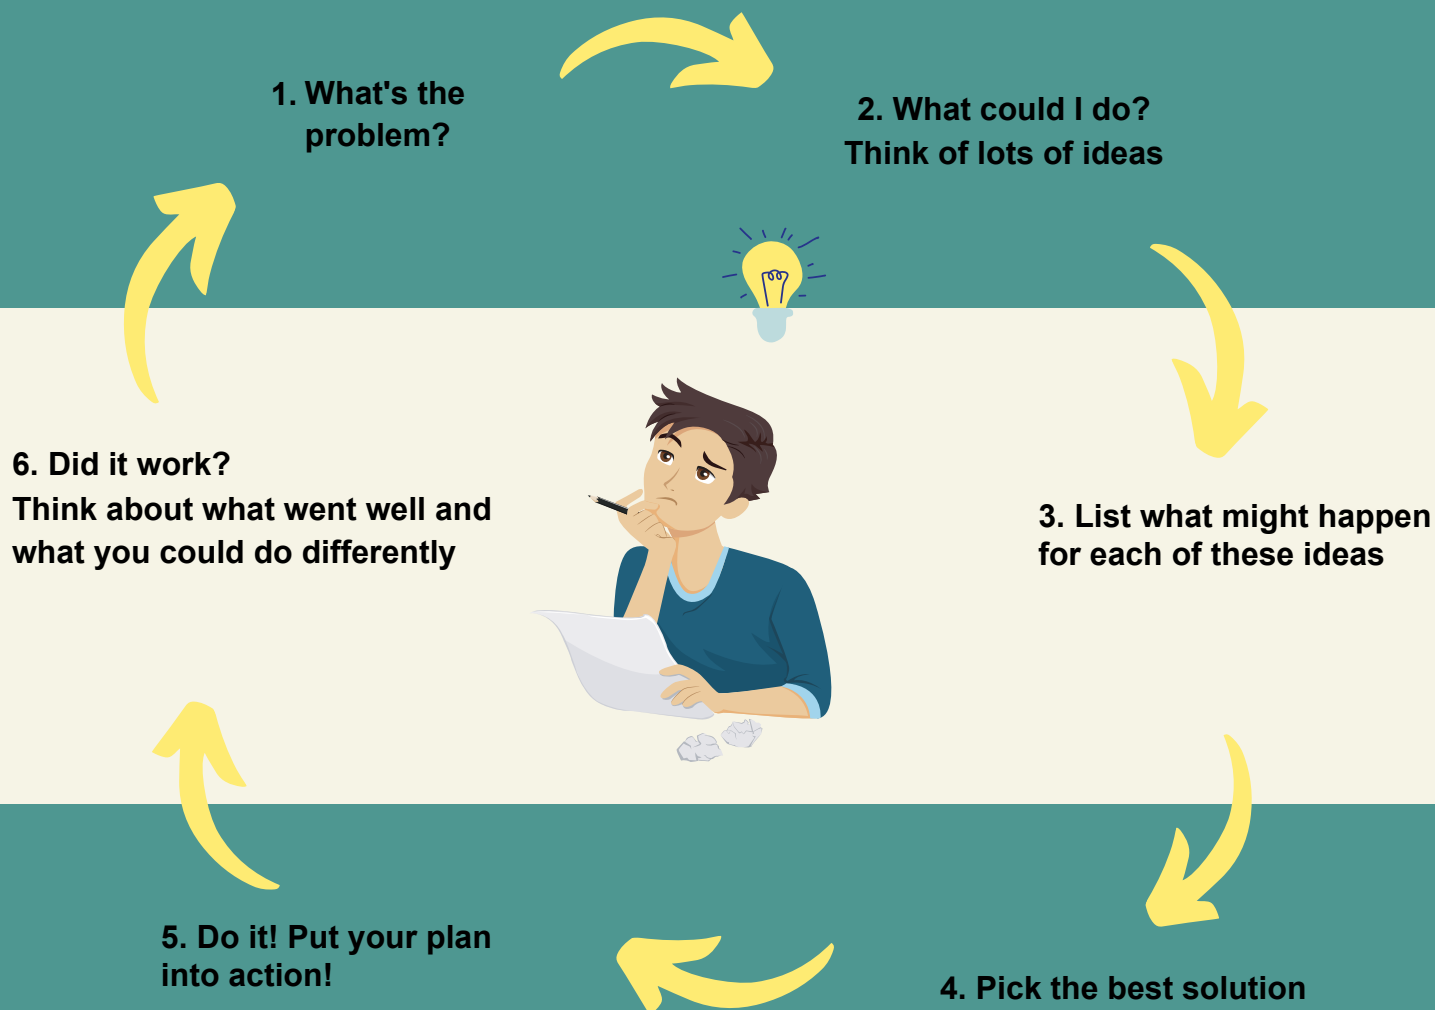 1. What's the
problem?
2. What could I do?
Think of lots of ideas
3. List what might happen
for each of these ideas
4. Pick the best solution
5. Do it! Put your plan
into action!
6. Did it work?
Think about what went well and
what you could do differently